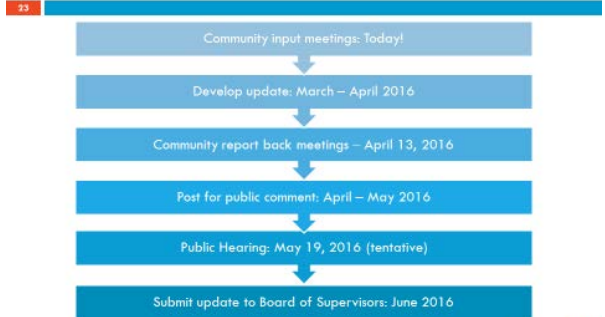 23
Community input meetings: Today!
Develop update: March – April 2016
Community report back meetings – April 13, 2016
Post for public comment: April – May 2016
Public Hearing: May 19, 2016 (tentative)
Submit update to Board of Supervisors: June 2016